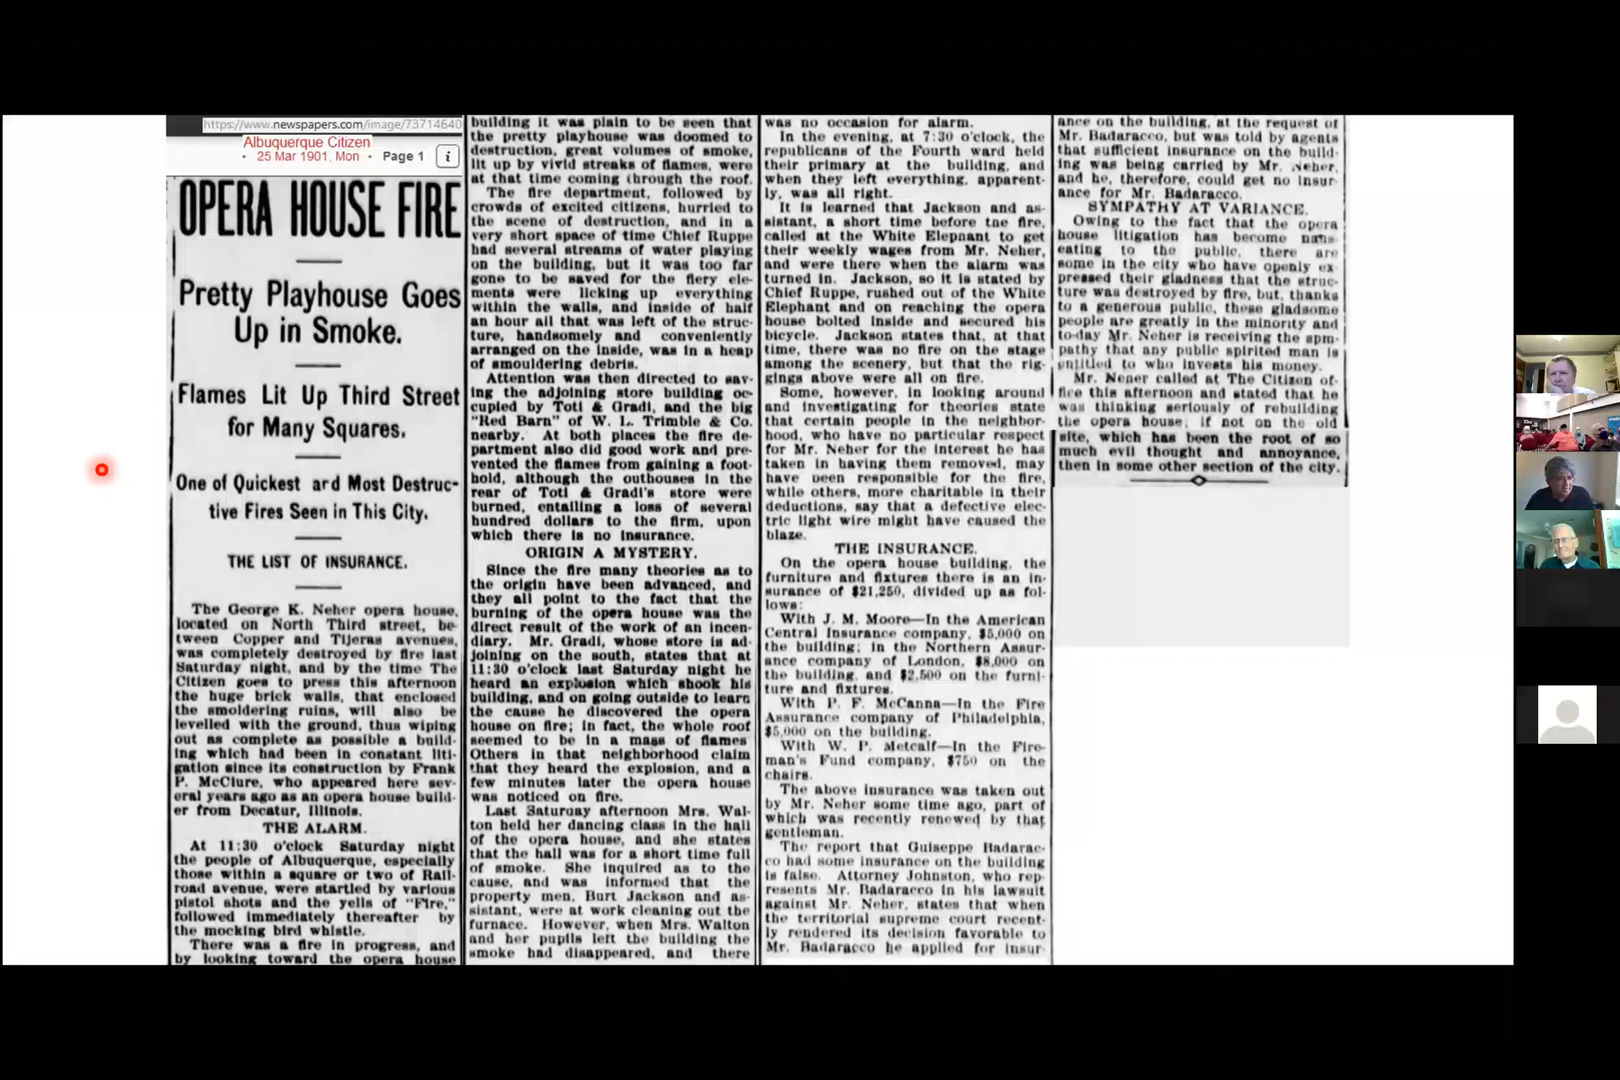 https://www.newspapers.com/image/73714640
Albuquerque Citizen
• 25 Mar 1901, Mon • Page 1
OPERA HOUSE FIRE
Pretty Playhouse Goes
Up in Smoke.
Flames Lit Up Third Street
for Many Squares.
One of Quickest and Most Destruc-
tive Fires Seen in This City.
THE LIST OF INSURANCE.
The George K. Neher opera house,
located on North Third street, be-
tween Copper and Tijeras avenues,
was completely destroyed by fire last
Saturday night, and by the time The
Citizen goes to press this afternoon
the huge brick walls, that enclosed
the smoldering ruins, will also be
levelled with the ground, thus wiping
out as complete as possible a build-
ing which had been in constant liti-
gation since its construction by Frank
P. McClure, who appeared here sev-
eral years ago as an opera house build-
er from Decatur, Illinois.
THE ALARM.
At 11:30 o'clock Saturday night
the people of Albuquerque, especially
those within a square or two of Rail-
road avenue, were startled by various
pistol shots and the yells of "Fire,"
followed immediately thereafter by
the mocking bird whistle.
There was a fire in progress, and
by looking toward the opera house
building it was plain to be seen that
the pretty playhouse was doomed to
destruction, great volumes of smoke,
lit up by vivid streaks of flames, were
at that time coming through the roof.
The fire department, followed by
crowds of excited citizens, hurried to
the scene of destruction, and in a
very short space of time Chief Ruppe
had several streams of water playing
on the building, but it was too far
gone to be saved for the fiery ele-
ments were licking up everything
within the walls, and inside of half
an hour all that was left of the struc-
ture, handsomely and conveniently
arranged on the inside, was in a heap
of smouldering debris.
Attention was then directed to sav-
ing the adjoining store building oc-
cupied by Toti & Gradi, and the big
"Red Barn" of W. L. Trimble & Co.
nearby. At both places the fire de-
partment also did good work and pre-
vented the flames from gaining a foot-
hold, although the outhouses in the
rear of Toti & Gradi's store were
burned, entailing a loss of several
hundred dollars to the firm, upon
which there is no insurance.
ORIGIN A MYSTERY.
Since the fire many theories as to
the origin have been advanced, and
they all point to the fact that the
burning of the opera house was the
direct result of the work of an incen-
diary. Mr. Gradi, whose store is ad-
joining on the south, states that at
11:30 o'clock last Saturday night he
heard an explosion which shook his
building, and on going outside to learn
the cause he discovered the opera
house on fire; in fact, the whole roof
seemed to be in a mass of flames
Others in that neighborhood claim
that they heard the explosion, and a
few minutes later the opera house
was noticed on fire.
Last Saturday afternoon Mrs. Wal-
ton held her dancing class in the hall
of the opera house, and she states
that the hall was for a short time full
of smoke. She inquired as to the
cause, and was informed that the
property men, Burt Jackson and as-
sistant, were at work cleaning out the
furnace. However, when Mrs. Walton
and her pupils left the building the
smoke had disappeared, and there
was no occasion for alarm.
In the evening, at 7:30 o'clock, the
republicans of the Fourth ward held
their primary at the building, and
when they left everything, apparent-
ly, was all right.
It is learned that Jackson and as-
sistant, a short time before the fire,
called at the White Elephant to get
their weekly wages from Mr. Neher,
and were there when the alarm was
turned in. Jackson, so it is stated by
Chief Ruppe, rushed out of the White
Elephant and on reaching the opera
house bolted inside and secured his
bicycle. Jackson states that, at that
time, there was no fire on the stage
among the scenery, but that the rig-
gings above were all on fire.
Some, however, in looking around
and investigating for theories state
that certain people in the neighbor-
hood, who have no particular respect
for Mr. Neher for the interest he has
taken in having them removed, may
have been responsible for the fire,
while others, more charitable in their
deductions, say that a defective elec-
tric light wire might have caused the
blaze.
THE INSURANCE.
On the opera house building, the
furniture and fixtures there is an in-
surance of $21,250, divided up as fol-
lows:
With J. M. Moore—In the American
Central Insurance company, $5,000 on
the building; in the Northern Assur-
ance company of London, $8,000 on
the building, and $2,500 on the furni-
ture and fixtures.
With P. F. McCanna—In the Fire
Assurance company of Philadelphia,
$5,000 on the building.
With W. P. Metcalf—In the Fire-
man's Fund company, $750 on the
chairs.
The above insurance was taken out
by Mr. Neher some time ago, part of
which was recently renewed by that
gentleman.
The report that Guiseppe Badarac-
co had some insurance on the building
is false. Attorney Johnston, who rep-
resents Mr. Badaracco in his lawsuit
against Mr. Neher, states that when
the territorial supreme court recent-
ly rendered its decision favorable to
Mr. Badaracco he applied for insur-
ance on the building, at the request of
Mr. Badaracco, but was told by agents
that sufficient insurance on the build-
ing was being carried by Mr. Neher,
and he, therefore, could get no insur
ance for Mr. Badaracco.
SYMPATHY AT VARIANCE.
Owing to the fact that the opera
house litigation has become naus-
eating to the public, there are
some in the city who have openly ex-
pressed their gladness that the struc-
ture was destroyed by fire, but, thanks
to a generous public, these gladsome
people are greatly in the minority and
to-day Mr. Neher is receiving the sym-
pathy that any public spirited man is
entitled to who invests his money.
Mr. Neher called at The Citizen of-
fice this afternoon and stated that he
was thinking seriously of rebuilding
the opera house, if not on the old
site, which has been the root of so
much evil thought and annoyance,
then in some other section of the city.